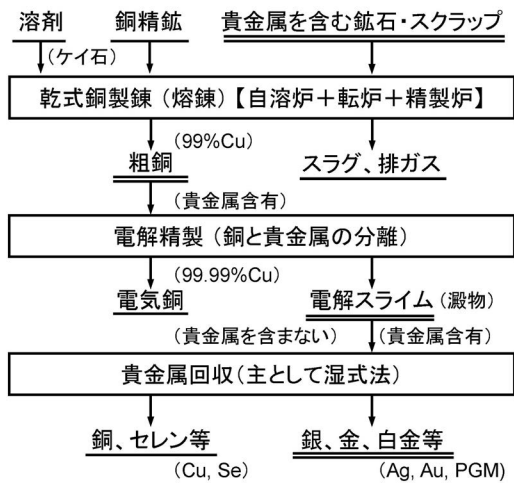 溶剤 銅精鉱 貴金属を含む鉱石・スクラップ
(ケイ石)
乾式銅製錬（熔錬）【自溶炉＋転炉＋精製炉】
(99%Cu)
粗銅 スラグ、排ガス
(貴金属含有)
電解精製（銅と貴金属の分離）
(99.99%Cu)
電気銅 電解スライム (澱物)
(貴金属を含まない) (貴金属含有)
貴金属回収(主として湿式法)
銅、セレン等 銀、金、白金等
(Cu, Se) (Ag, Au, PGM)